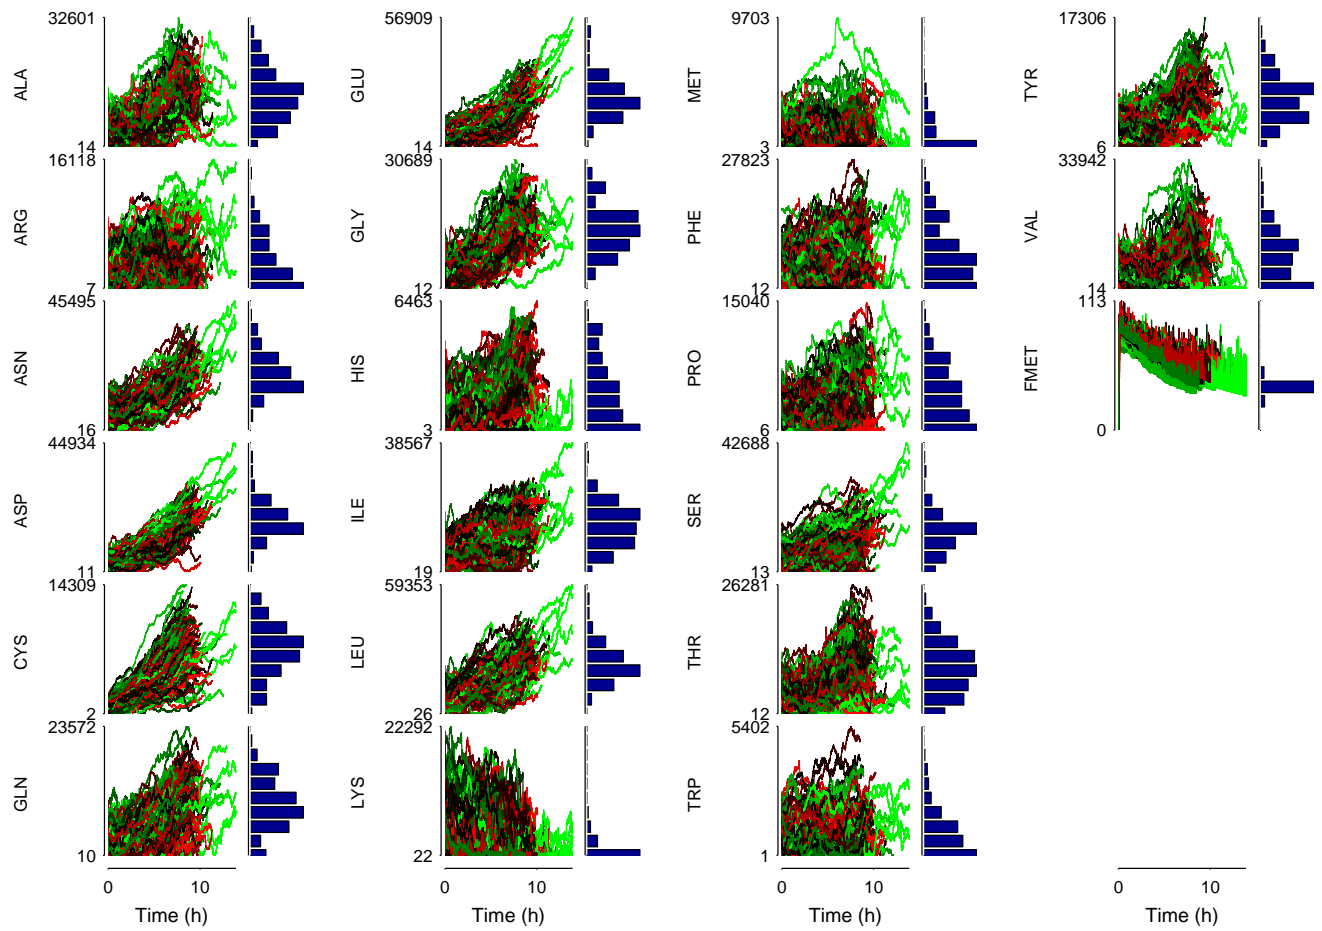 ALA
32601
14
ARG
16118
7
ASN
45495
16
ASP
44934
11
CYS
14309
2
GLN
23572
10
0 10
Time (h)
GLU
56909
14
GLY
30689
12
HIS
6463
3
ILE
38567
19
LEU
59353
26
LYS
22292
22
0 10
Time (h)
MET
9703
3
PHE
27823
12
PRO
15040
6
SER
42688
13
THR
26281
12
TRP
5402
1
0 10
Time (h)
TYR
17306
6
VAL
33942
14
FMET
113
0
0 10
Time (h)